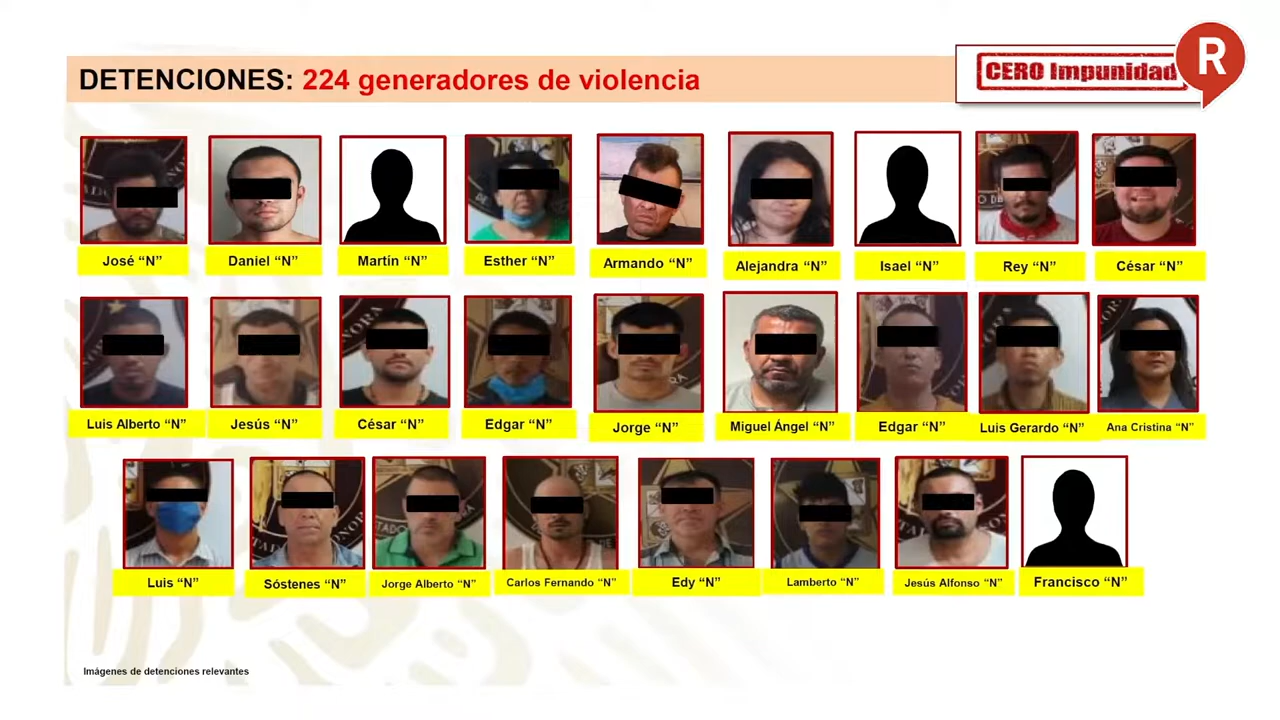 DETENCIONES: 224 generadores de violencia
CERO Impunidad
R
José “N”
Daniel “N”
Martín “N”
Esther “N”
Armando “N”
Alejandra “N”
Isael “N”
Rey “N”
César “N”
Luis Alberto “N”
Jesús “N”
César “N”
Edgar “N”
Jorge “N”
Miguel Ángel “N”
Edgar “N”
Luis Gerardo “N”
Ana Cristina “N”
Luis “N”
Sóstenes “N”
Jorge Alberto “N”
Carlos Fernando “N”
Edy “N”
Lamberto “N”
Jesús Alfonso “N”
Francisco “N”
Imágenes de detenciones relevantes